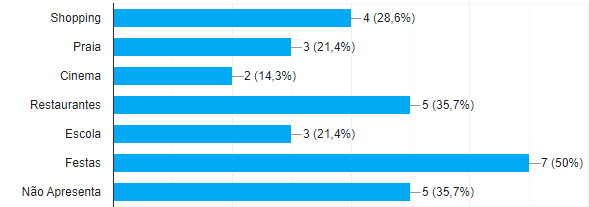 Shopping 4 (28,6%)
Praia 3 (21,4%)
Cinema 2 (14,3%)
Restaurantes 5 (35,7%)
Escola 3 (21,4%)
Festas 7 (50%)
Não Apresenta 5 (35,7%)